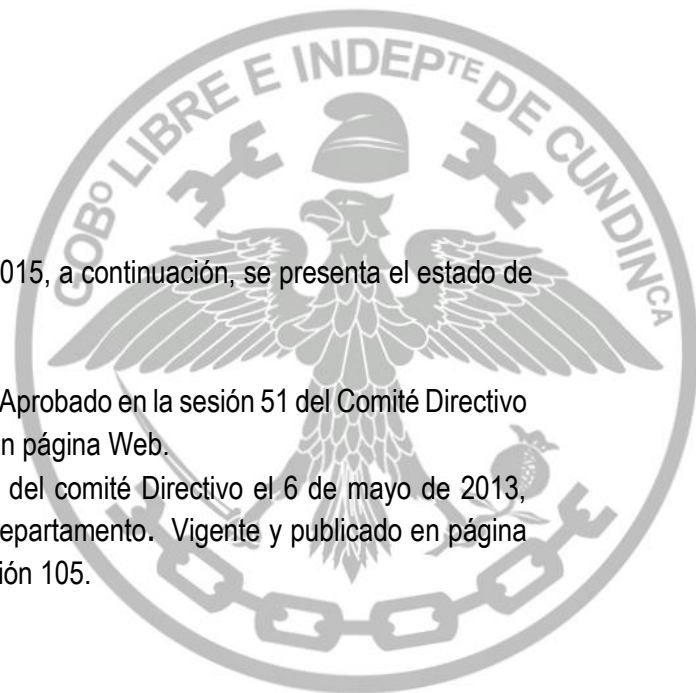 GOBº LIBRE E INDEPTE DE CUNDINCA
015, a continuación, se presenta el estado de
Aprobado en la sesión 51 del Comité Directivo
n página Web.
del comité Directivo el 6 de mayo de 2013,
epartamento. Vigente y publicado en página
ión 105.